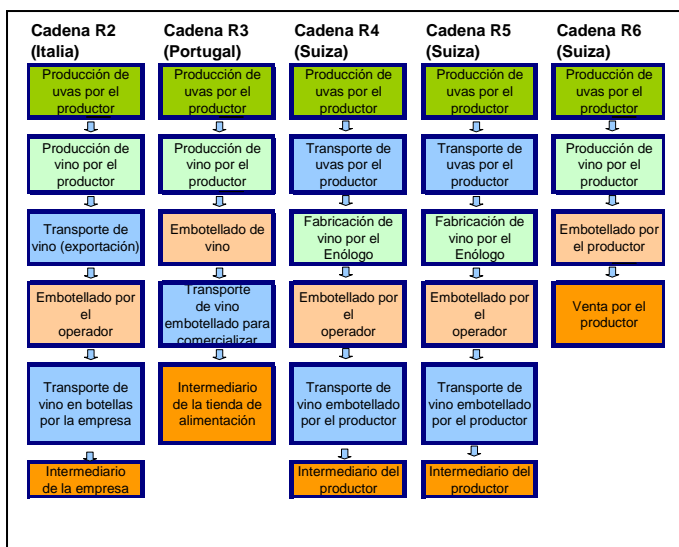 Cadena R2
(Italia)
Producción de
uvas por el
productor
Producción de
vino por el
productor
Transporte de
vino (exportación)
Embotellado por
el
operador
Transporte de
vino en botellas
por la empresa
Intermediario
de la empresa
Cadena R3
(Portugal)
Producción de
uvas por el
productor
Producción de
vino por el
productor
Embotellado de
vino
Transporte
de vino
embotellado para
comercializar
Intermediario
de la tienda de
alimentación
Cadena R4
(Suiza)
Producción de
uvas por el
productor
Transporte de
uvas por el
productor
Fabricación de
vino por el
Enólogo
Embotellado por
el
operador
Transporte de
vino embotellado
por el productor
Intermediario del
productor
Cadena R5
(Suiza)
Producción de
uvas por el
productor
Transporte de
uvas por el
productor
Fabricación de
vino por el
Enólogo
Embotellado por
el
operador
Transporte de
vino embotellado
por el productor
Intermediario del
productor
Cadena R6
(Suiza)
Producción de
uvas por el
productor
Producción de
vino por el
productor
Embotellado por
el productor
Venta por el
productor